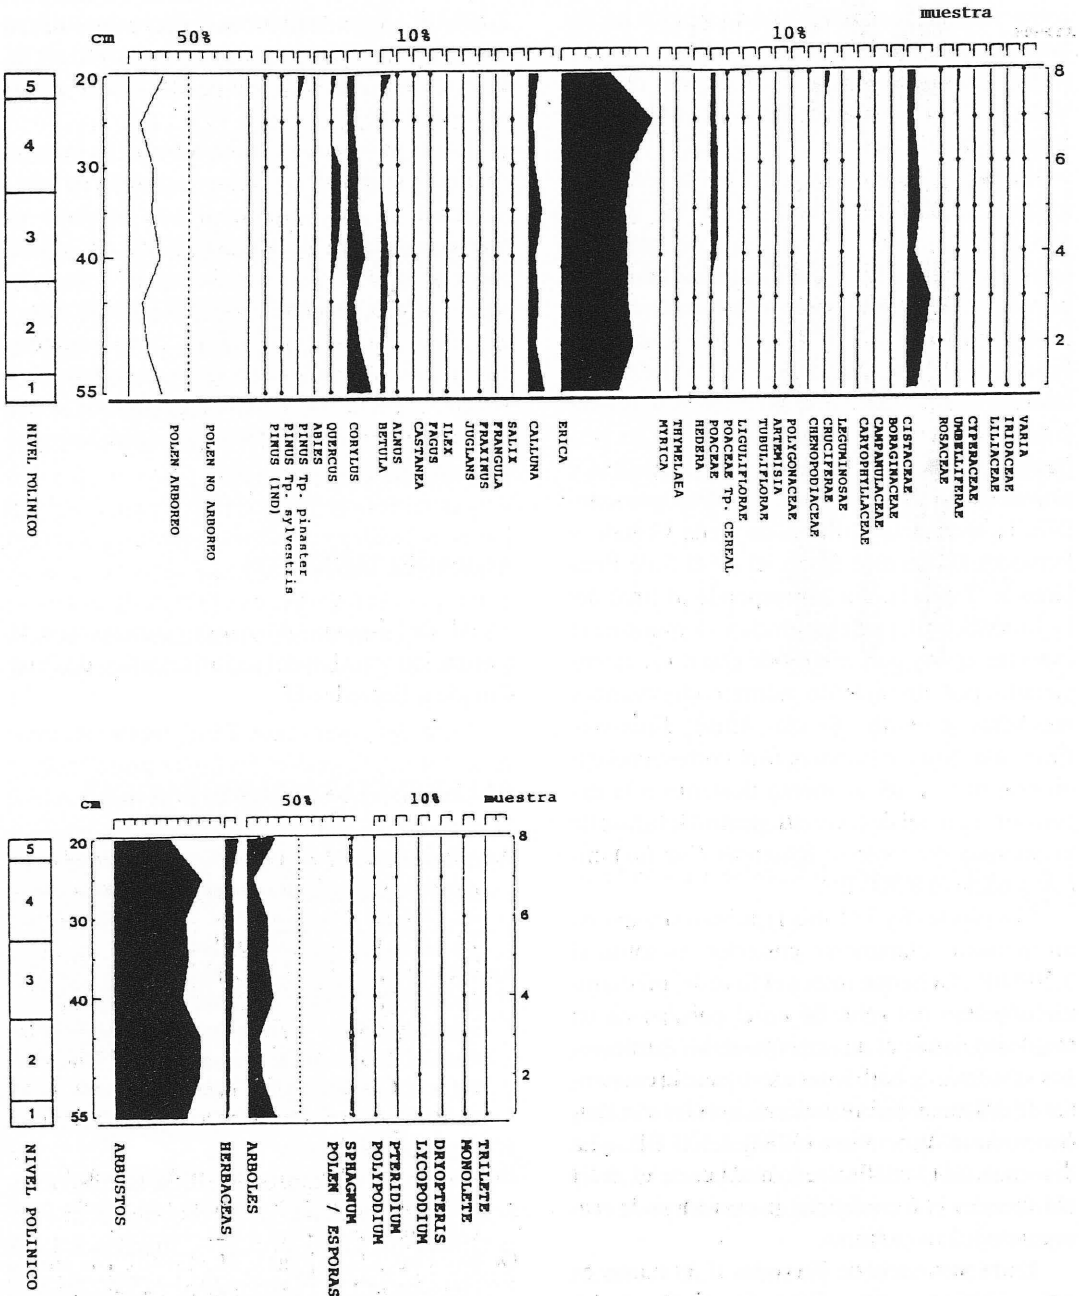 muestra
cm 50% 10% 10%
5 20 8
4
30 6
3
40 4
2 2
1 55
NIVEL POLINICO
POLEN ARBOREO
POLEN NO ARBOREO
PINUS (IND)
PINUS Tp. sylvestris
PINUS Tp. pinaster
ABIES
QUERCUS
CORYLUS
BETULA
ALNUS
CASTANEA
FAGUS
ILEX
JUGLANS
FRAXINUS
FRANGULA
SALIX
CALLUNA
ERICA
MYRICA
THYMELAEA
HEDERA
POACEAE
POACEAE Tp. CEREAL
LIGULIFLORAE
TUBULIFLORAE
ARTEMISIA
POLYGONACEAE
CHENOPODIACEAE
CRUCIFERAE
LEGUMINOSAE
CARYOPHYLLACEAE
CAMPANULACEAE
BORAGINACEAE
CISTACEAE
ROSACEAE
UMBELLIFERAE
CYPERACEAE
LILIACEAE
IRIDACEAE
VARIA
cm 50% 10% muestra
5 20 8
4
30 6
3
40 4
2 2
1 55
NIVEL POLINICO
ARBUSTOS
HERBACEAS
ARBOLES
POLEN / ESPORAS
SPHAGNUM
POLYPODIUM
PTERIDIUM
LYCOPODIUM
DRYOPTERIS
MONOLETE
TRILETE